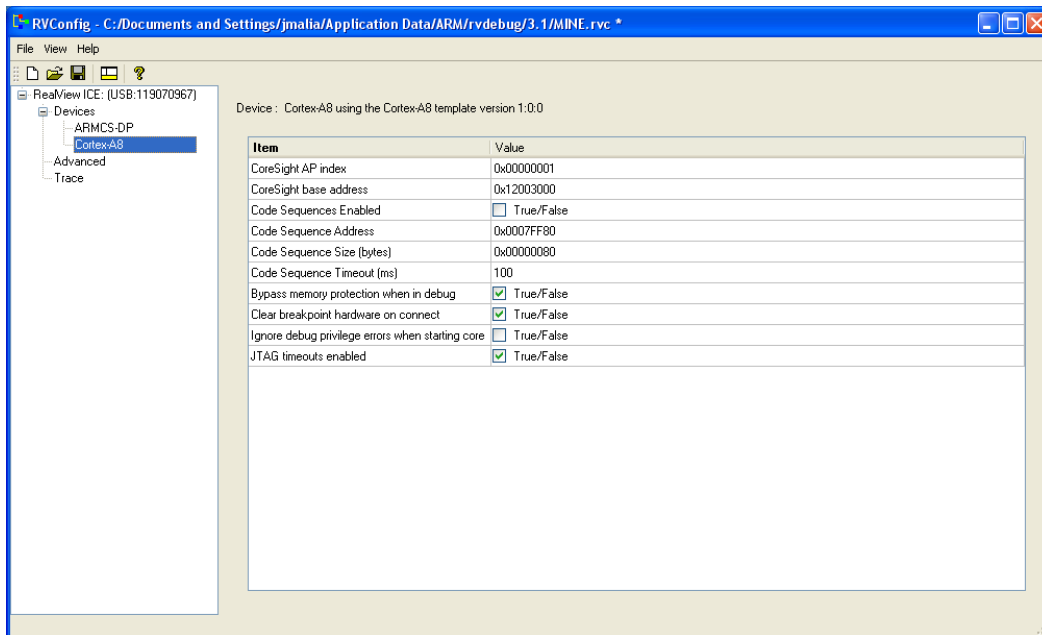 RVConfig - C:/Documents and Settings/jmalia/Application Data/ARM/rvdebug/3.1/MINE.rvc *
File View Help
RealView ICE: (USB:119070967)
Devices
ARMCS-DP
Cortex-A8
Advanced
Trace
Device : Cortex-A8 using the Cortex-A8 template version 1:0:0
Item Value
CoreSight AP index 0x00000001
CoreSight base address 0x12003000
Code Sequences Enabled True/False
Code Sequence Address 0x0007FF80
Code Sequence Size (bytes) 0x00000080
Code Sequence Timeout (ms) 100
Bypass memory protection when in debug True/False
Clear breakpoint hardware on connect True/False
Ignore debug privilege errors when starting core True/False
JTAG timeouts enabled True/False